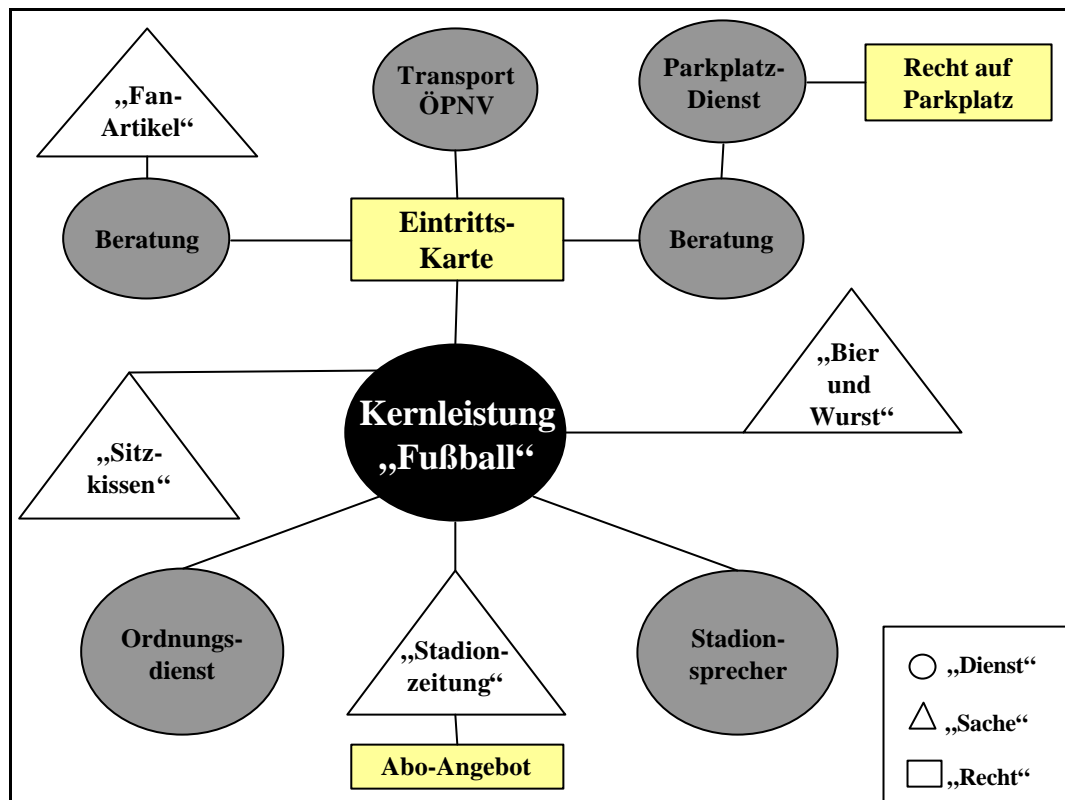 „Fan-
Artikel“
Transport
ÖPNV
Parkplatz-
Dienst
Recht auf
Parkplatz
Beratung
Eintritts-
Karte
Beratung
„Bier
und
Wurst“
Kernleistung
„Fußball“
„Sitz-
kissen“
Ordnungs-
dienst
„Stadion-
zeitung“
Stadion-
sprecher
Abo-Angebot
„Dienst“
„Sache“
„Recht“